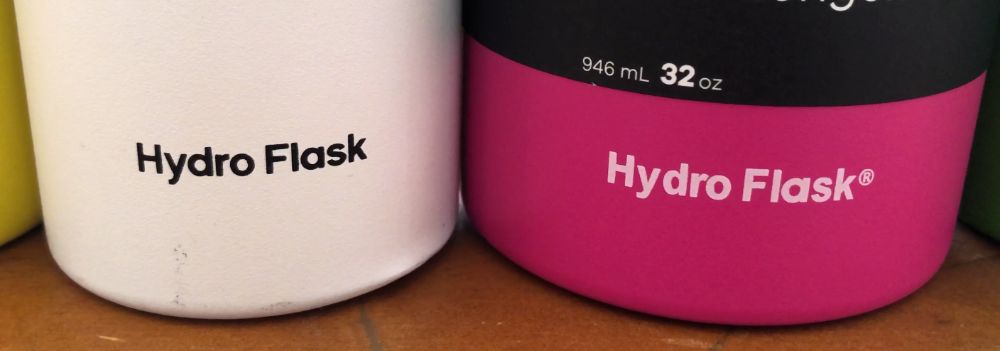 946 mL 32 oz
Hydro Flask
Hydro Flask®